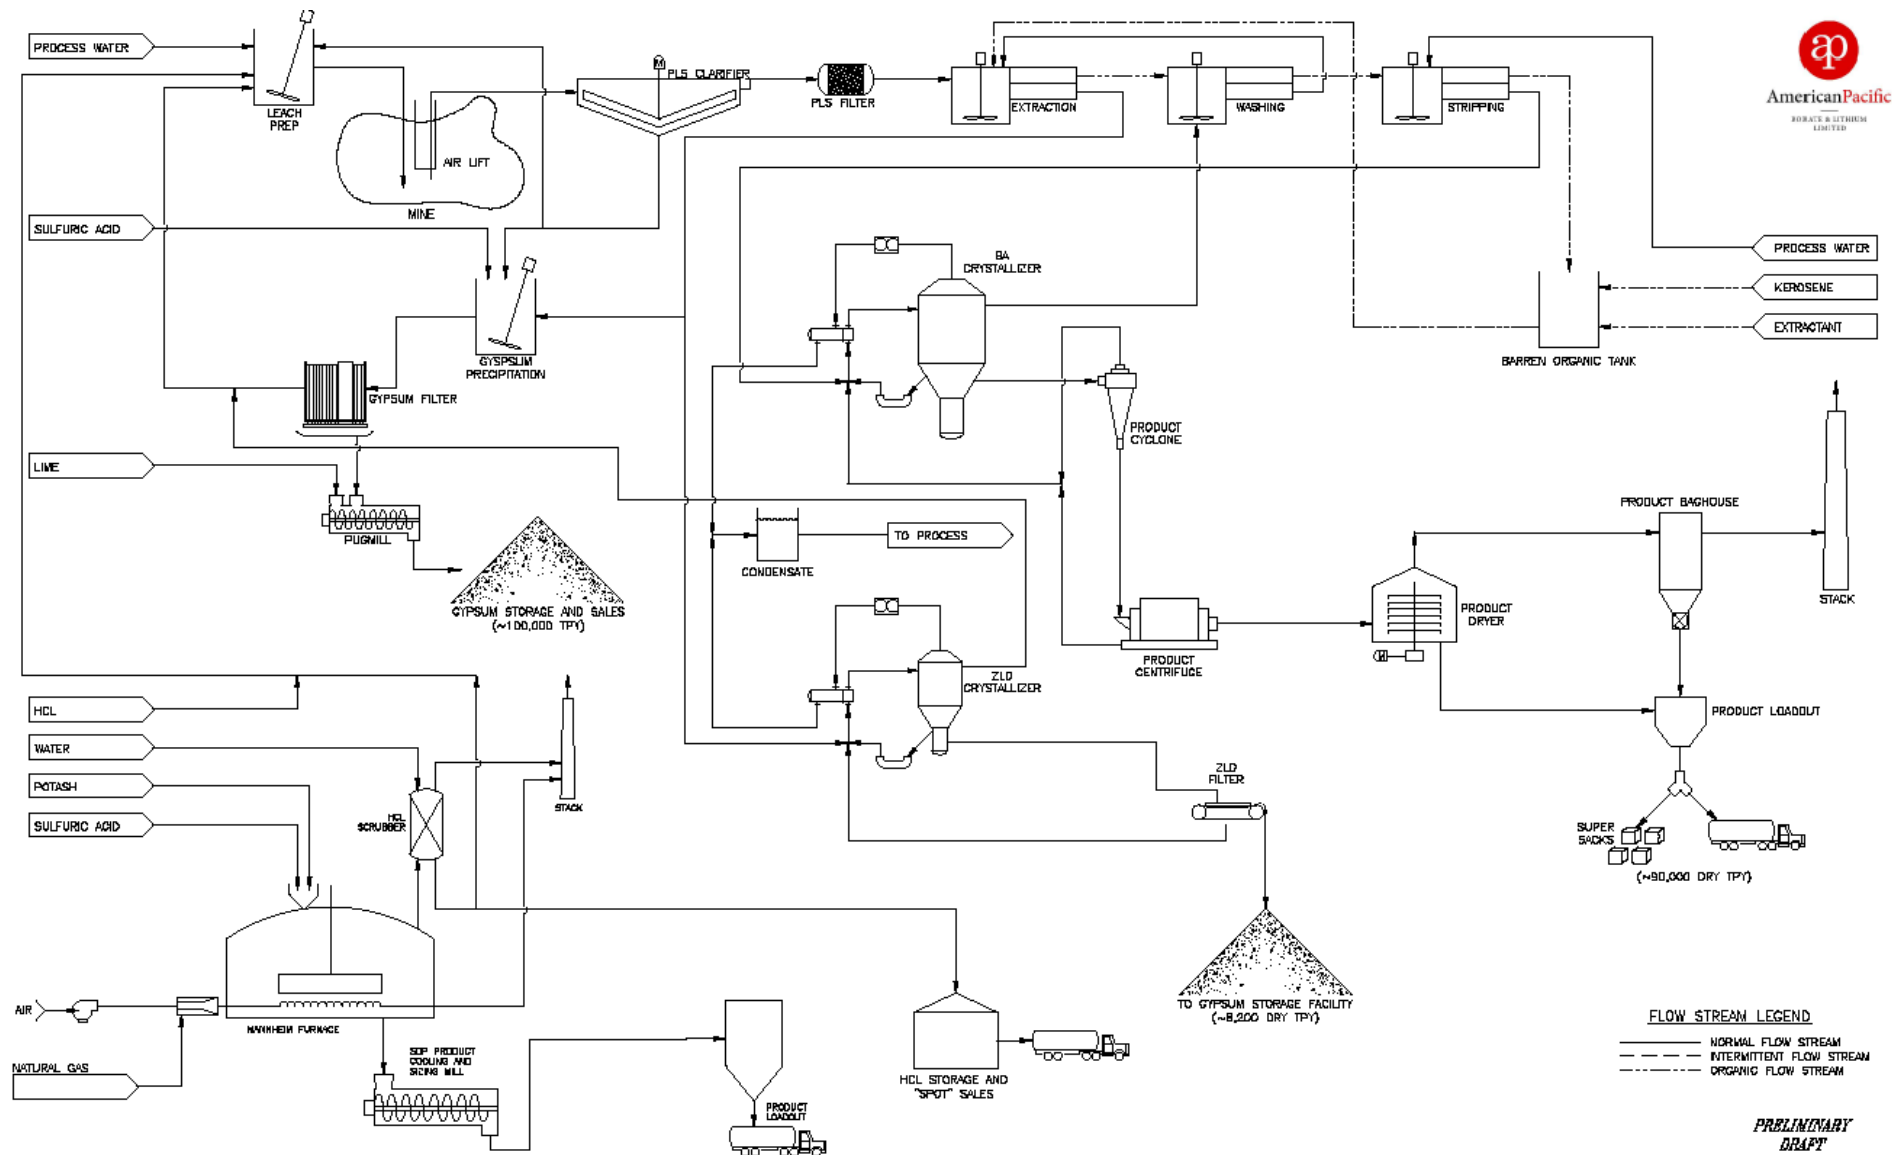 PROCESS WATER
LEACH
PREP
AIR LIFT
MINE
M
PLS CLARIFIER
PLS FILTER
EXTRACTION
WASHING
STRIPPING
ap
AmericanPacific
BORATE & LITHIUM
LIMITED
SULFURIC ACID
GYSPSUM
PRECIPITATION
GYPSUM FILTER
BA
CRYSTALLIZER
PROCESS WATER
KEROSENE
EXTRACTANT
BARREN ORGANIC TANK
PRODUCT
CYCLONE
LIME
PUGMILL
GYPSUM STORAGE AND SALES
(~100,000 TPY)
CONDENSATE
TO PROCESS
PRODUCT
CENTRIFUGE
PRODUCT
DRYER
PRODUCT BAGHOUSE
STACK
ZLD
CRYSTALLIZER
PRODUCT LOADOUT
HCL
WATER
POTASH
SULFURIC ACID
HCL
SCRUBBER
STACK
ZLD
FILTER
SUPER
SACKS
(~90,000 DRY TPY)
TO GYPSUM STORAGE FACILITY
(~8,200 DRY TPY)
AIR
MANNHEIM FURNACE
NATURAL GAS
SOP PRODUCT
COOLING AND
SIZING MILL
PRODUCT
LOADOUT
HCL STORAGE AND
"SPOT" SALES
FLOW STREAM LEGEND
NORMAL FLOW STREAM
INTERMITTENT FLOW STREAM
ORGANIC FLOW STREAM
PRELIMINARY
DRAFT